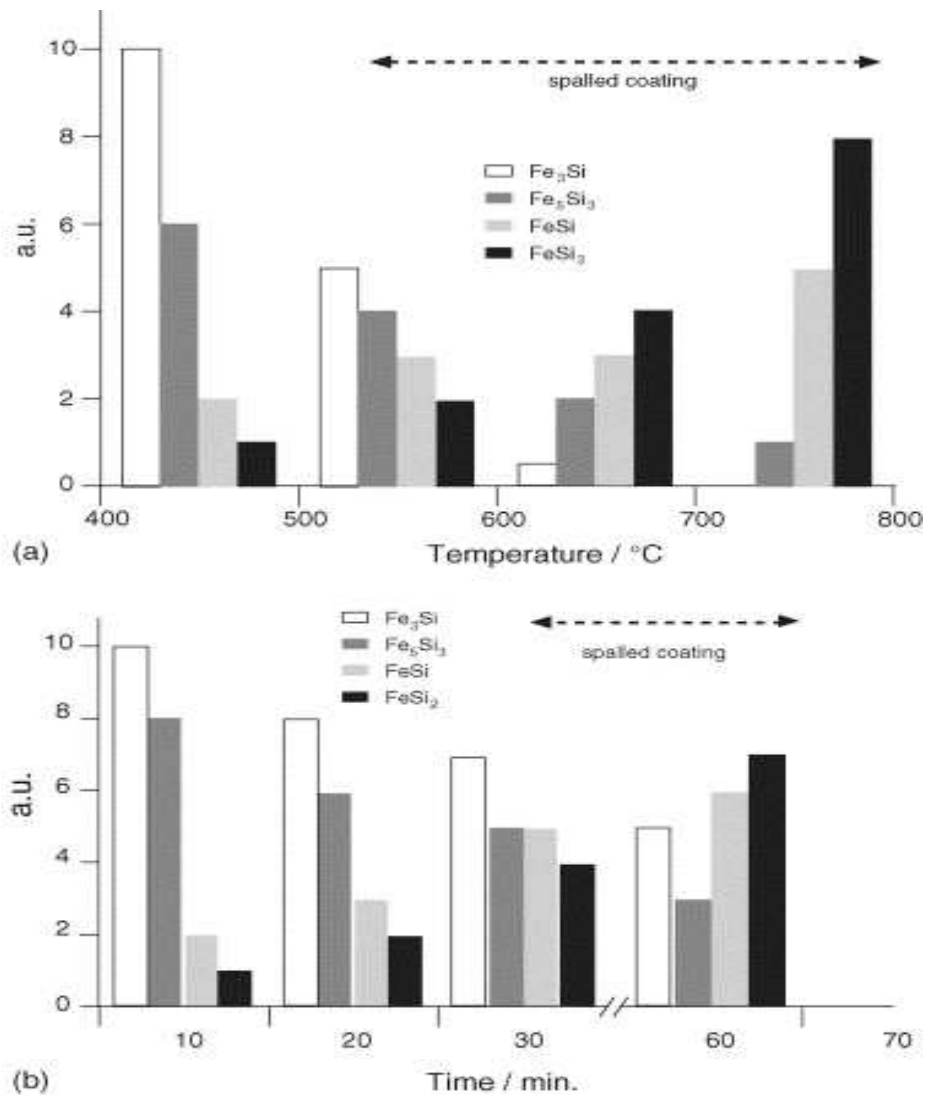 10
8
6
4
2
0
a.u.
spalled coating
Fe₃Si
Fe₅Si₃
FeSi
FeSi₃
400 500 600 700 800
(a) Temperature / °C
10
8
6
4
2
0
a.u.
Fe₃Si
Fe₅Si₃
FeSi
FeSi₂
spalled coating
10 20 30 60 70
(b) Time / min.